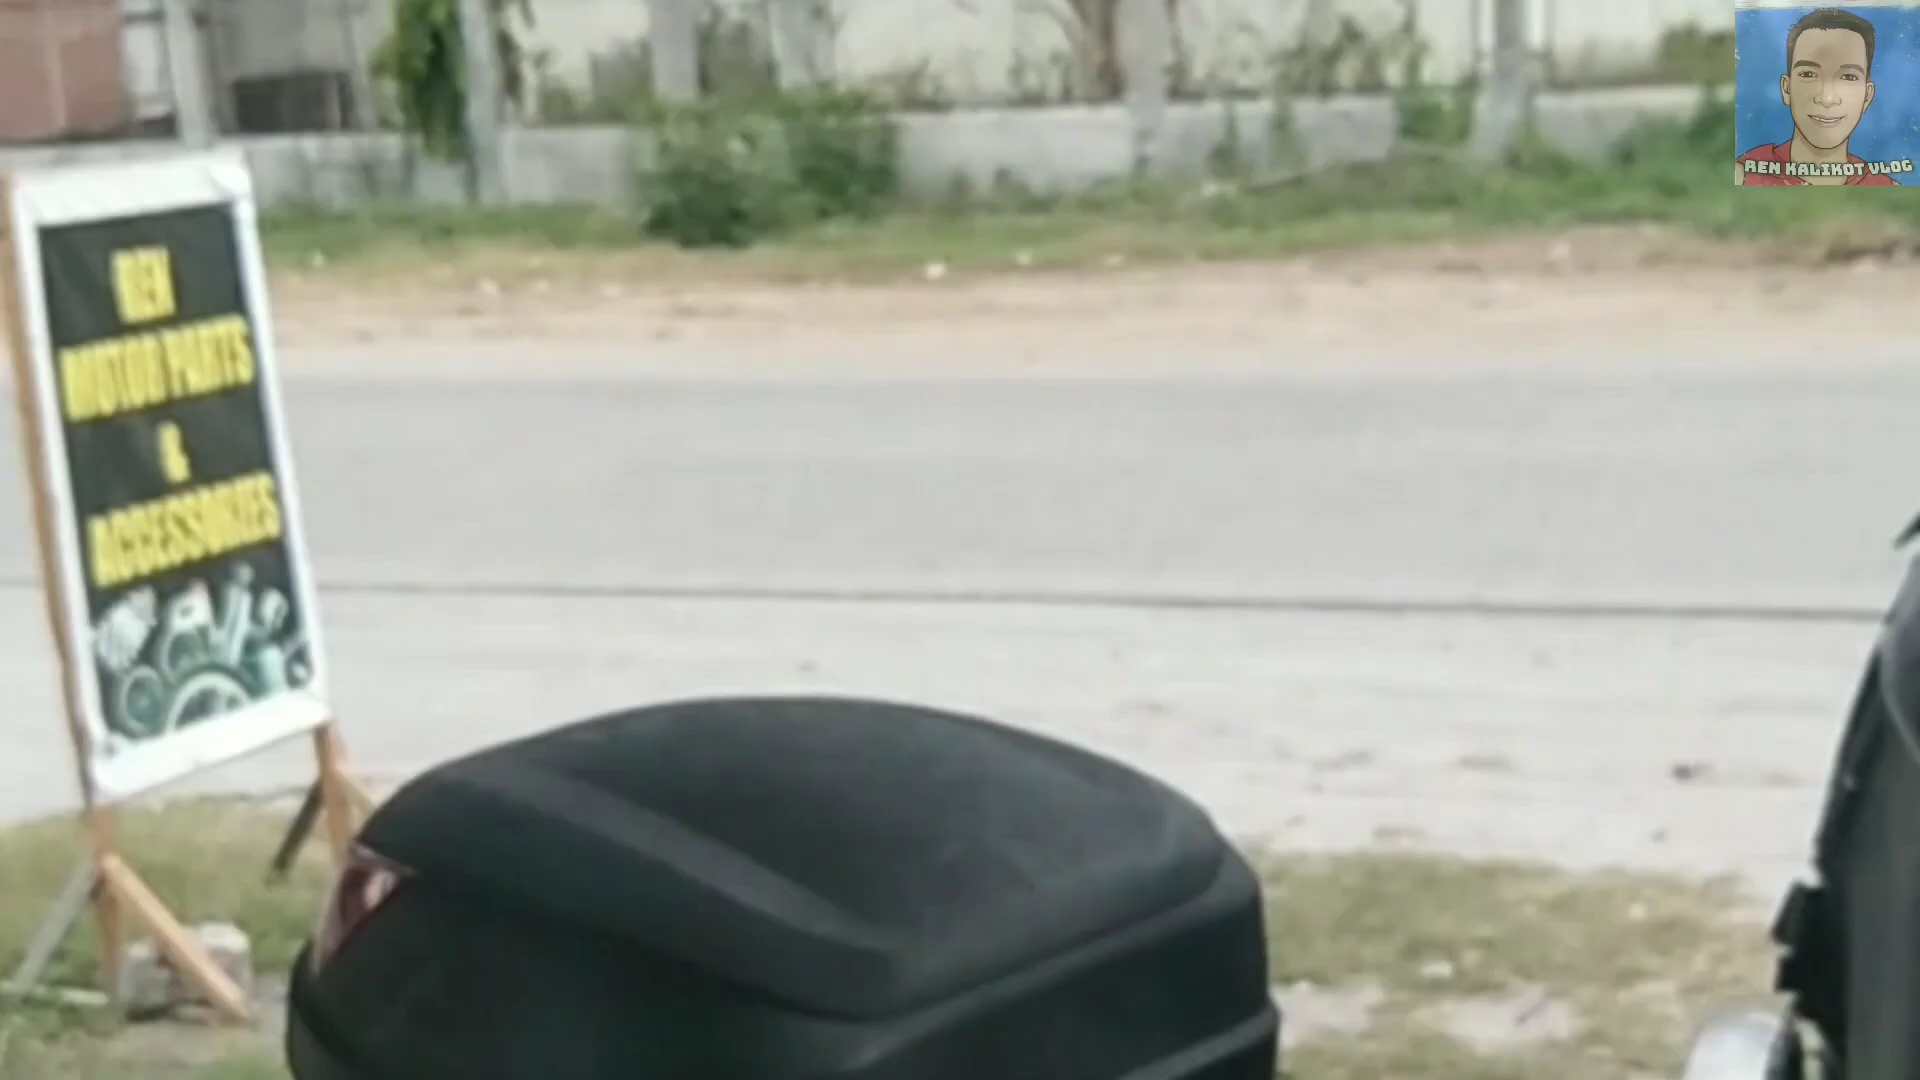 REN
MOTOR PARTS
&
ACCESSORIES
REN KALIKOT VLOG